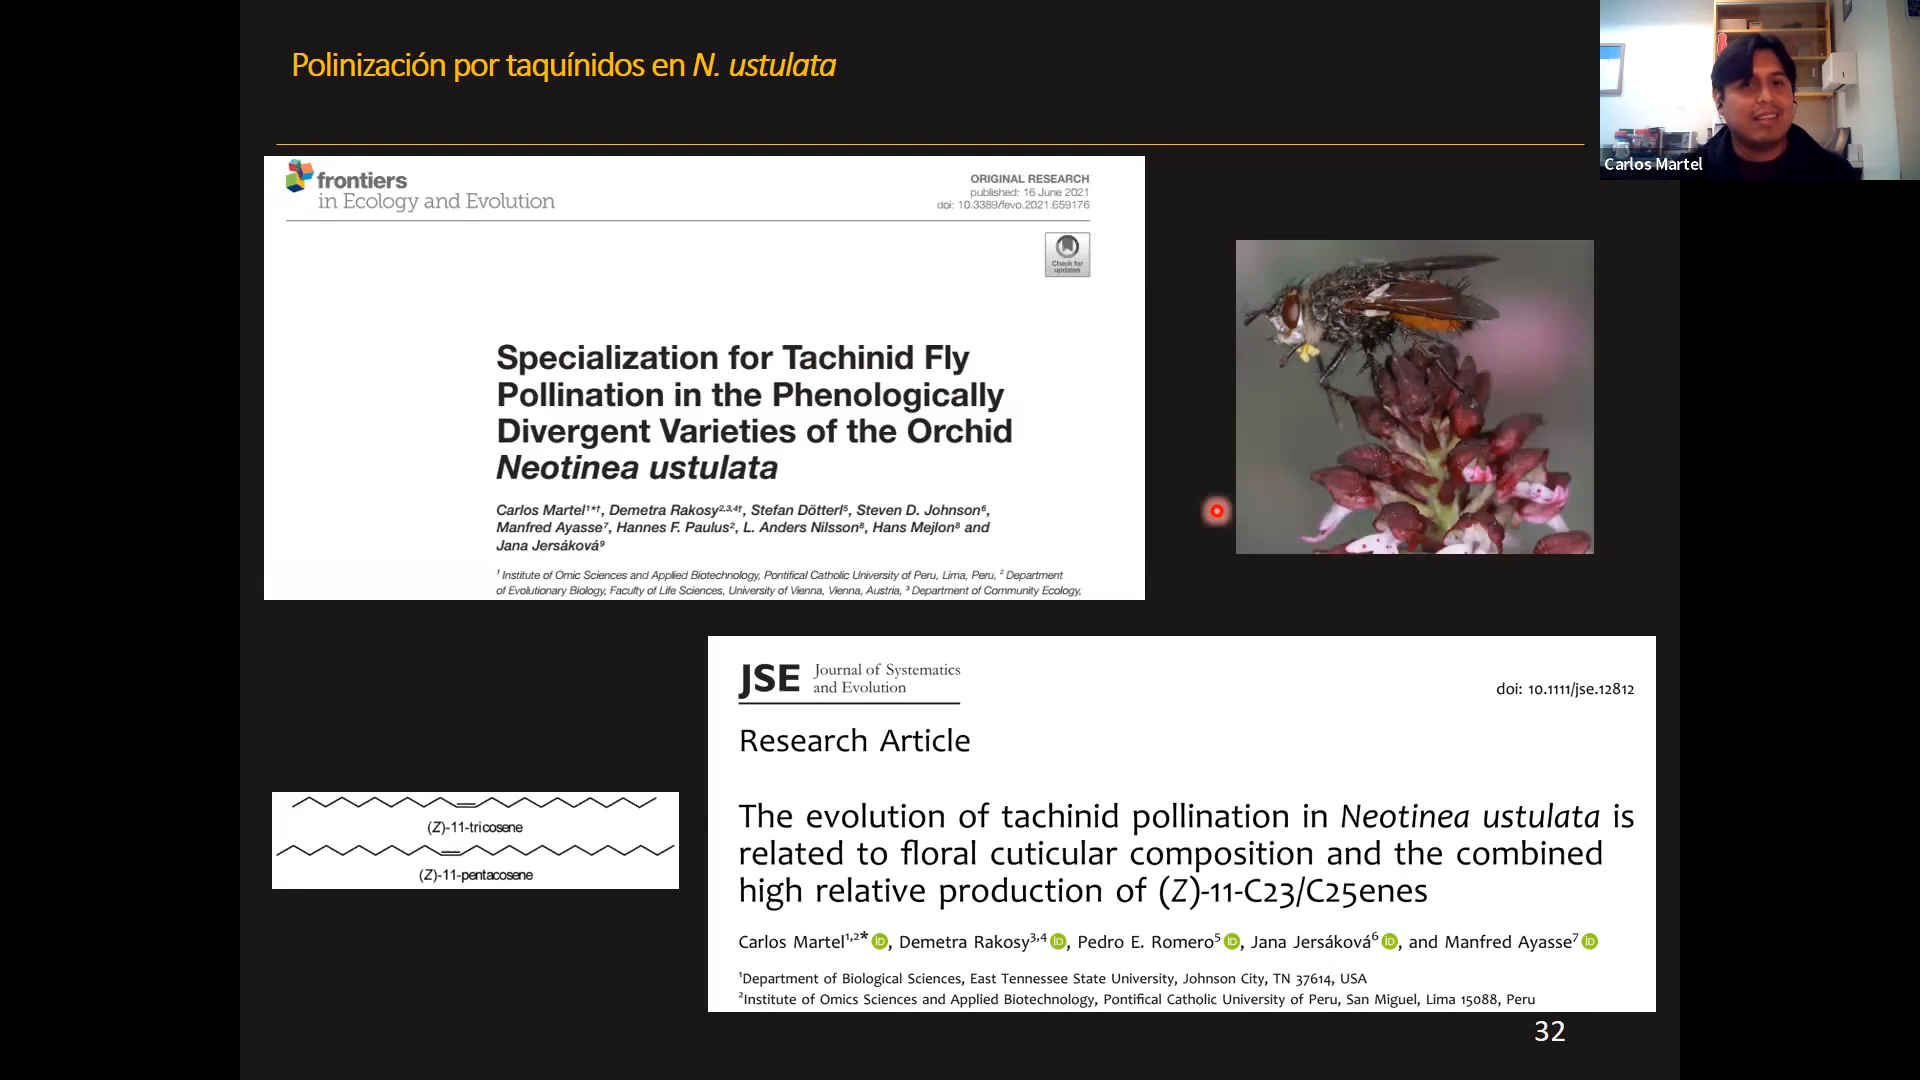 Polinización por taquínidos en N. ustulata
Carlos Martel
frontiers
in Ecology and Evolution
ORIGINAL RESEARCH
published: 16 June 2021
doi: 10.3389/fevo.2021.659176
Check for
updates
Specialization for Tachinid Fly
Pollination in the Phenologically
Divergent Varieties of the Orchid
Neotinea ustulata
Carlos Martel¹*†, Demetra Rakosy²,³,⁴†, Stefan Dötterl⁵, Steven D. Johnson⁶,
Manfred Ayasse⁷, Hannes F. Paulus², L. Anders Nilsson⁸, Hans Mejlon⁸ and
Jana Jersáková⁹
¹ Institute of Omic Sciences and Applied Biotechnology, Pontifical Catholic University of Peru, Lima, Peru, ² Department
of Evolutionary Biology, Faculty of Life Sciences, University of Vienna, Vienna, Austria, ³ Department of Community Ecology,
JSE Journal of Systematics
and Evolution
doi: 10.1111/jse.12812
Research Article
The evolution of tachinid pollination in Neotinea ustulata is
related to floral cuticular composition and the combined
high relative production of (Z)-11-C23/C25enes
Carlos Martel¹,²* iD, Demetra Rakosy³,⁴ iD, Pedro E. Romero⁵ iD, Jana Jersáková⁶ iD, and Manfred Ayasse⁷ iD
¹Department of Biological Sciences, East Tennessee State University, Johnson City, TN 37614, USA
²Institute of Omics Sciences and Applied Biotechnology, Pontifical Catholic University of Peru, San Miguel, Lima 15088, Peru
(Z)-11-tricosene
(Z)-11-pentacosene
32